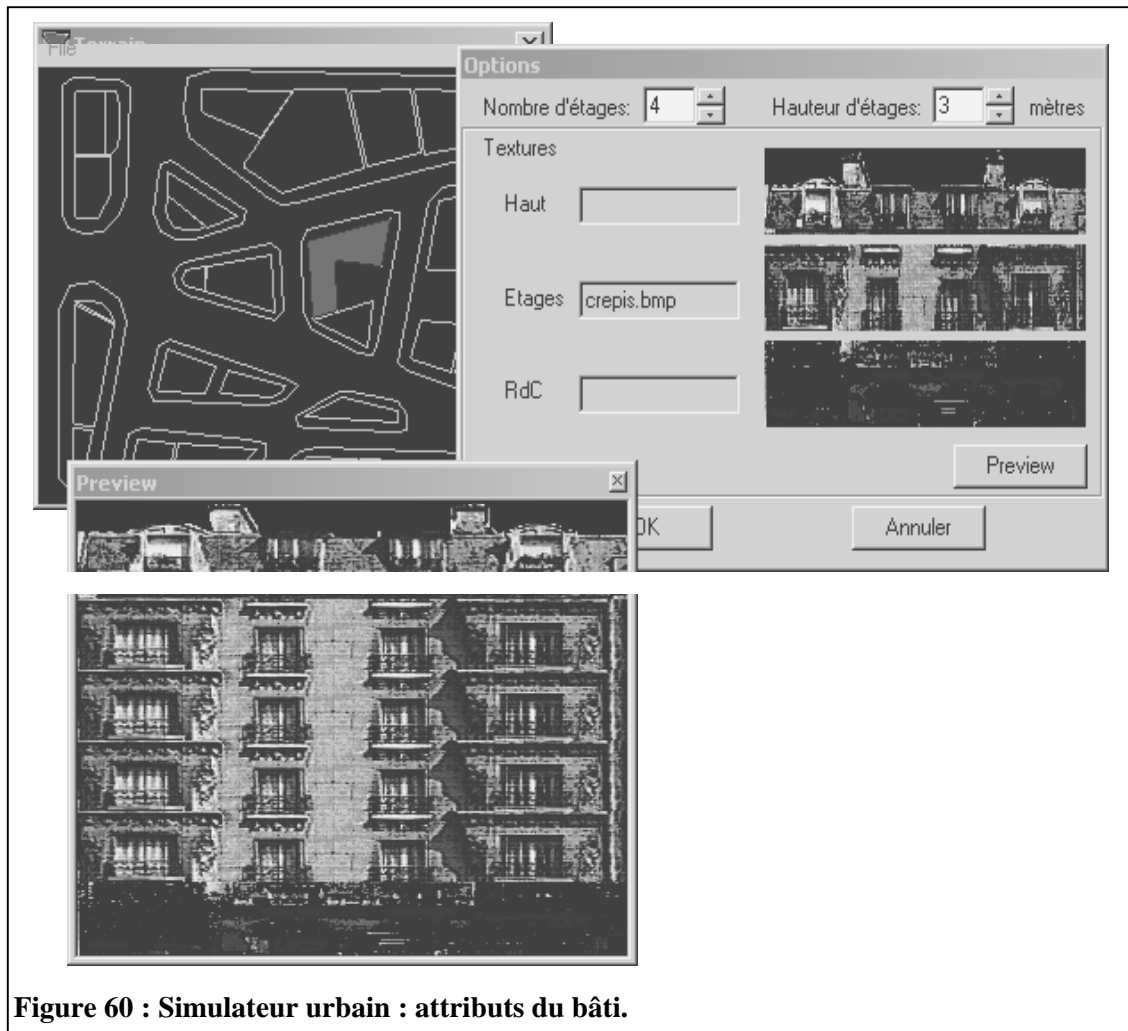 Terrain
File
Options
Nombre d'étages: 4
Hauteur d'étages: 3 mètres
Textures
Haut
Etages crepis.bmp
RdC
Preview
OK
Annuler
Preview
Figure 60 : Simulateur urbain : attributs du bâti.